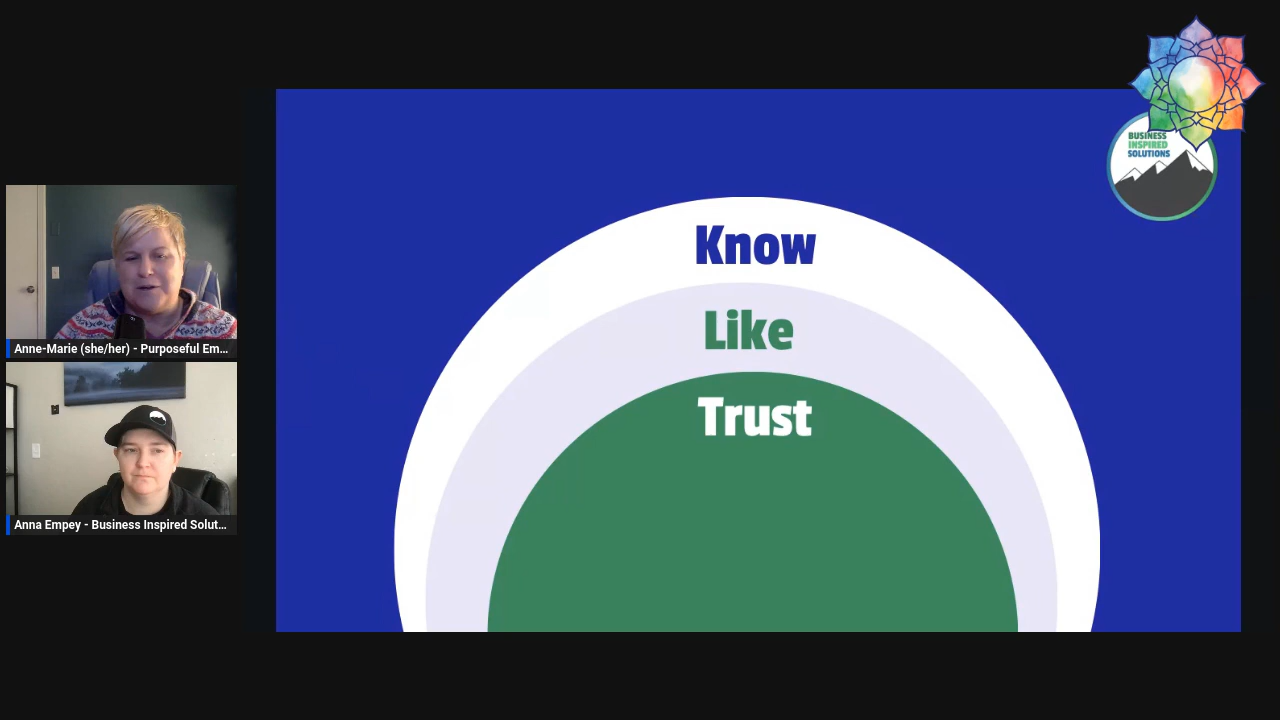 BUSINESS
INSPIRED
SOLUTIONS
Know
Like
Trust
Anne-Marie (she/her) - Purposeful Em...
Anna Empey - Business Inspired Solut...